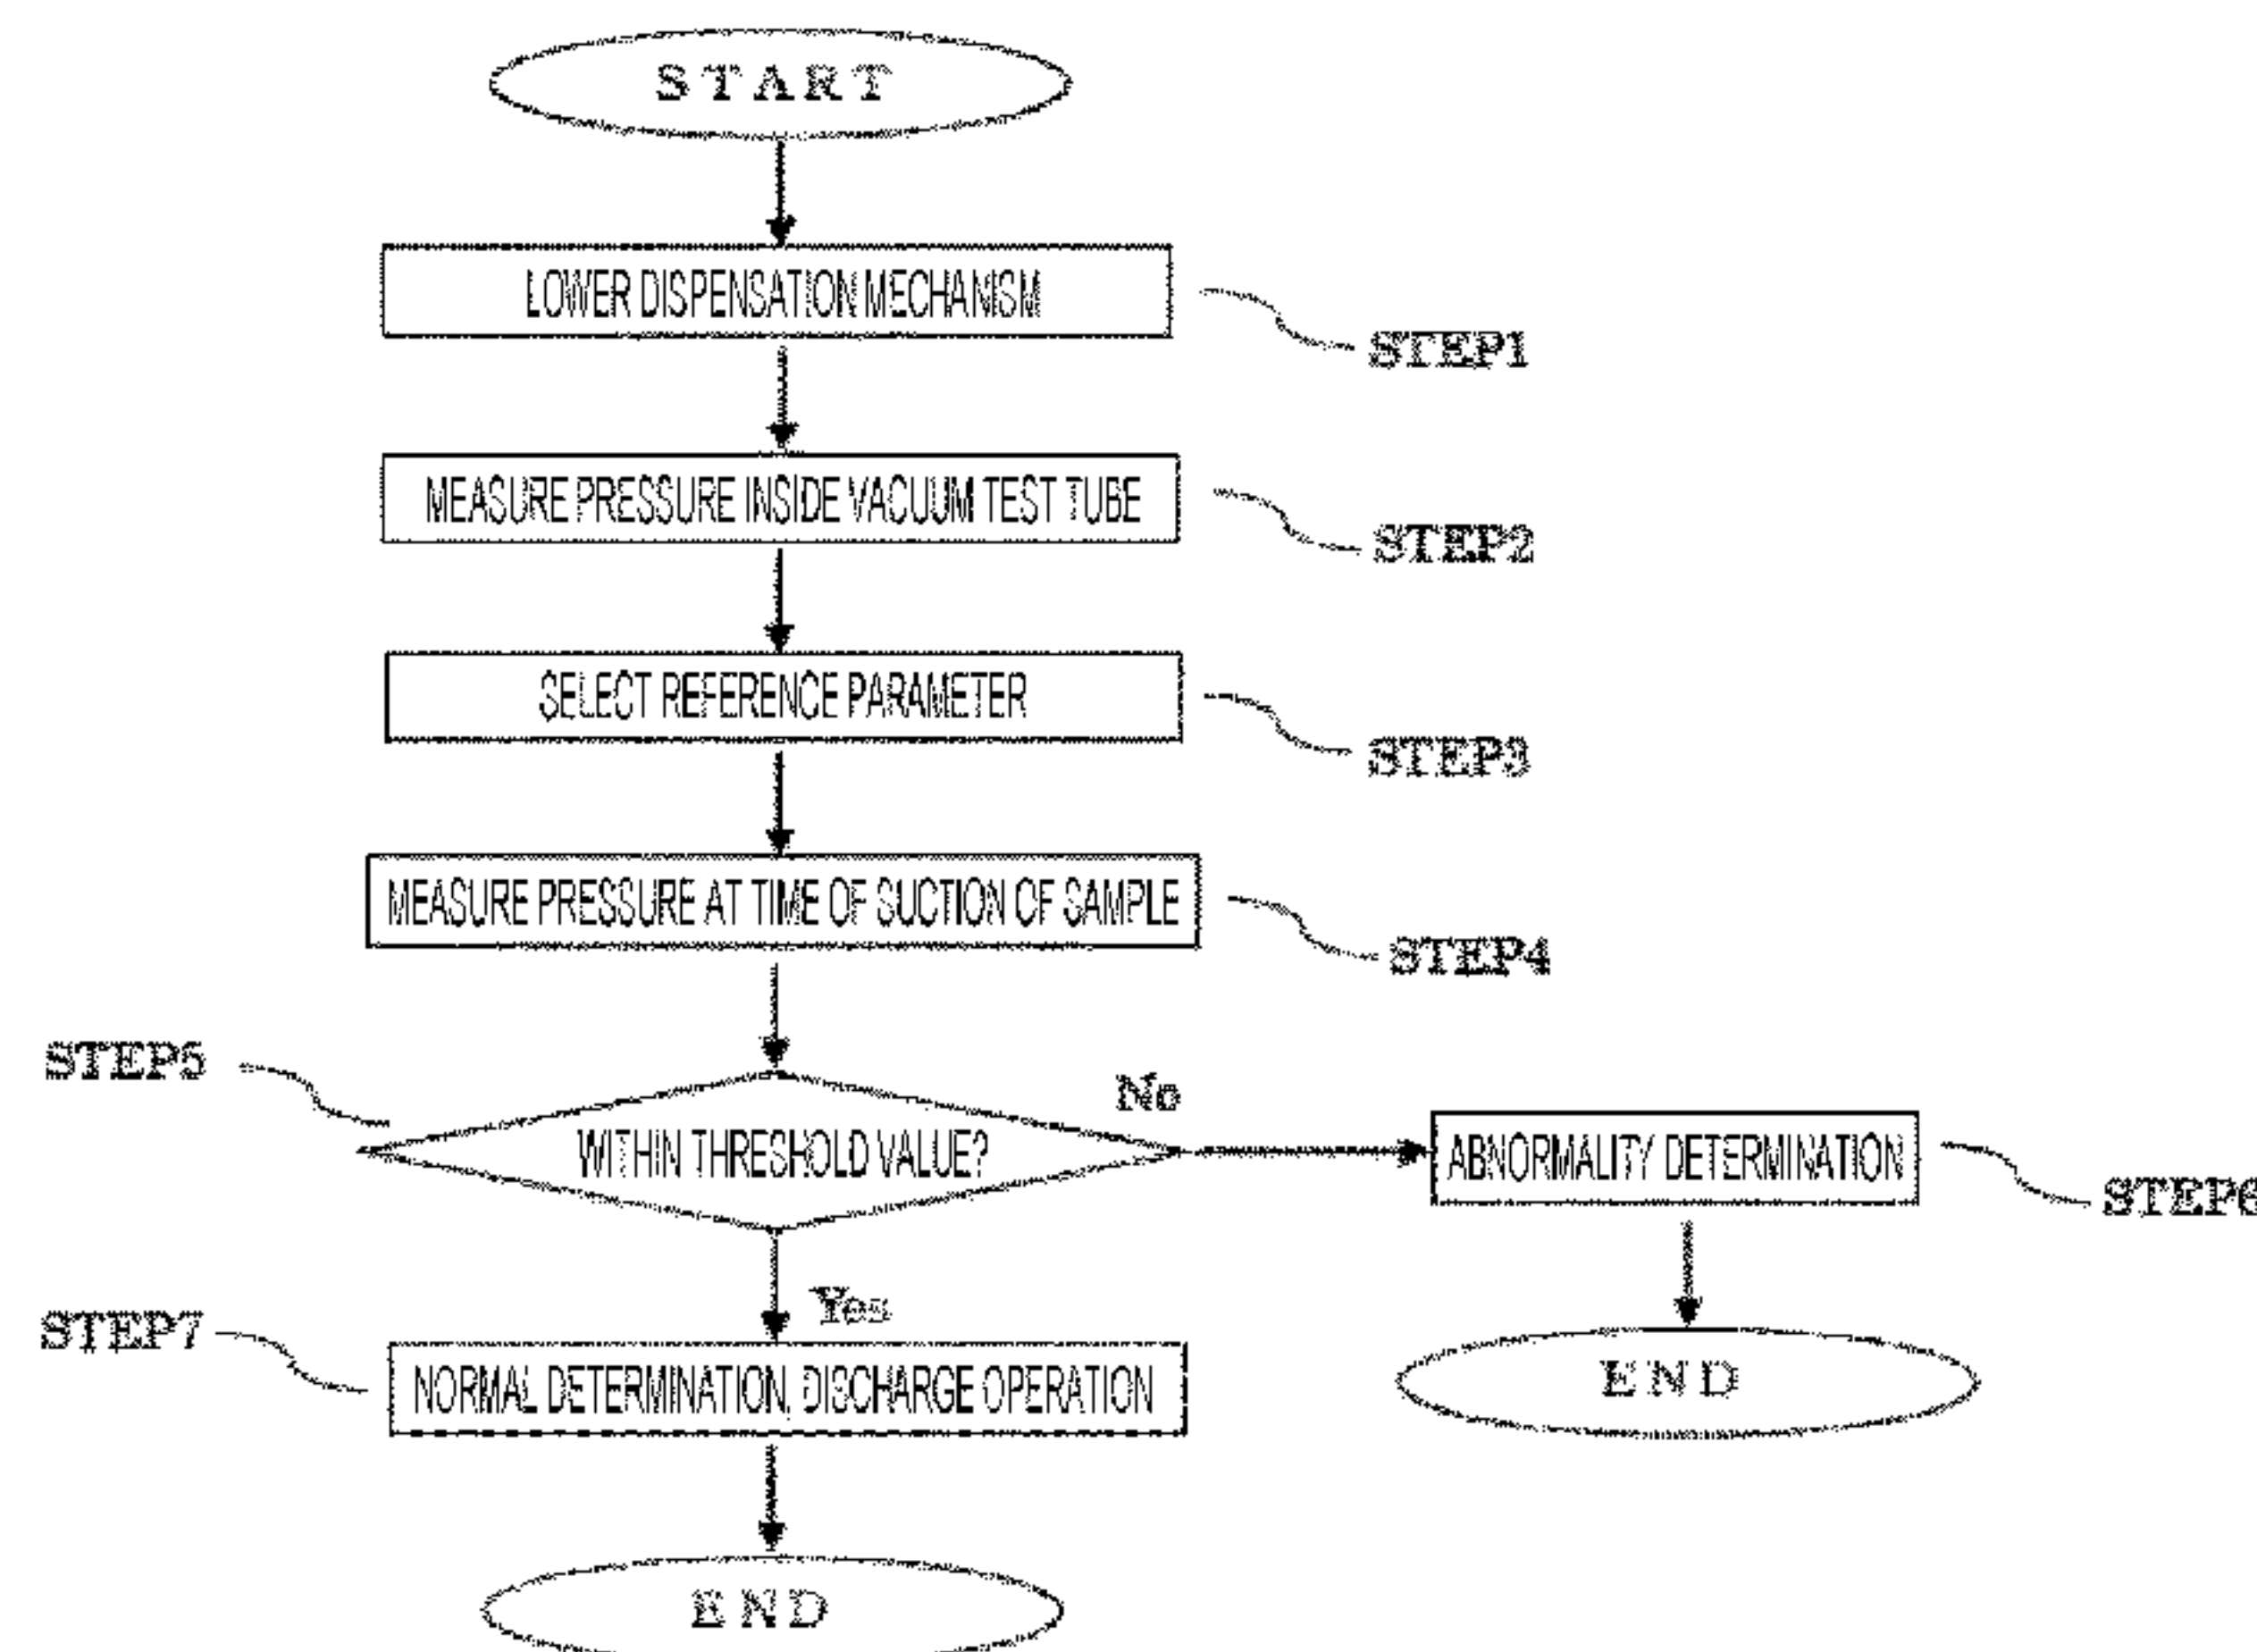 START
LOWER DISPENSATION MECHANISM
STEP1
MEASURE PRESSURE INSIDE VACUUM TEST TUBE
STEP2
SELECT REFERENCE PARAMETER
STEP3
MEASURE PRESSURE AT TIME OF SUCTION OF SAMPLE
STEP4
STEP5
WITHIN THRESHOLD VALUE?
No
ABNORMALITY DETERMINATION
STEP6
Yes
STEP7
NORMAL DETERMINATION, DISCHARGE OPERATION
END
END